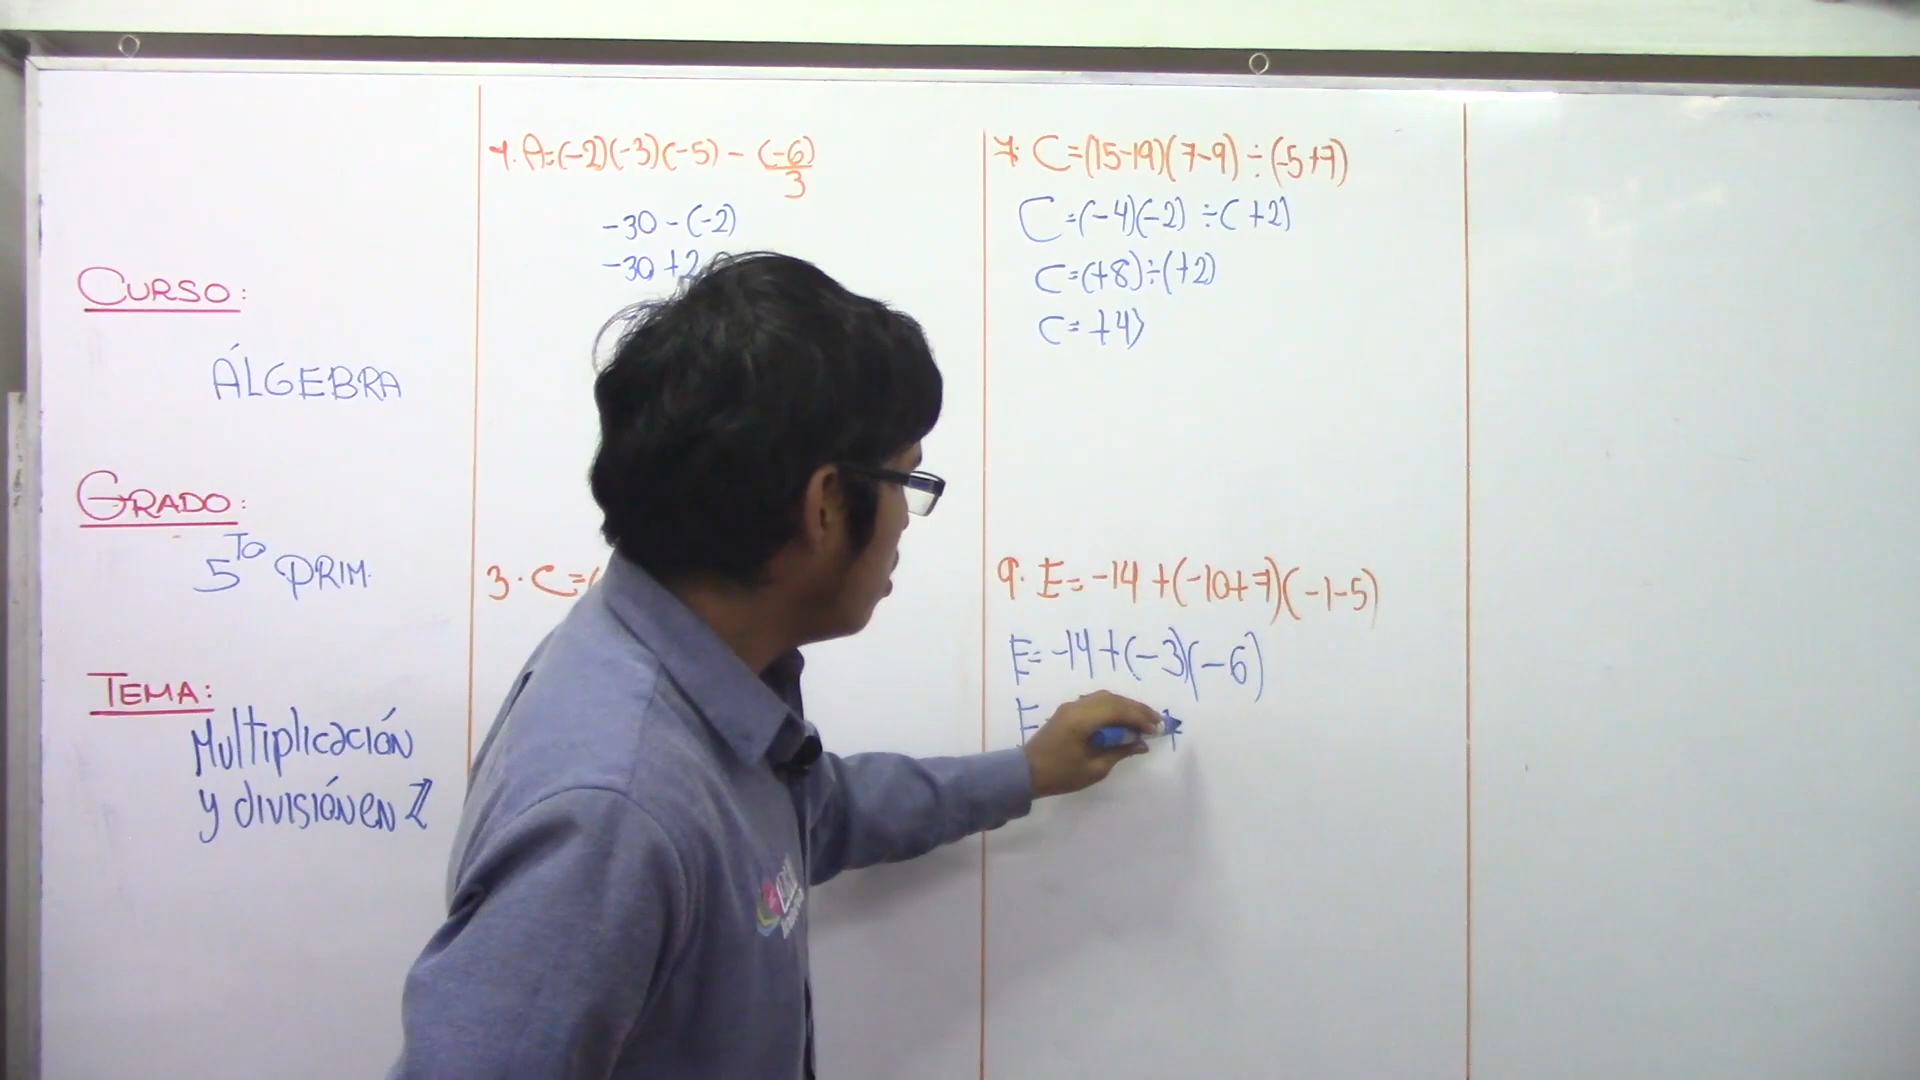 CURSO:
ÁLGEBRA
GRADO:
5TO PRIM.
TEMA:
Multiplicación
y división en ℤ
1. A=(-2)(-3)(-5) - (-6)/3
-30 - (-2)
-30 + 2
3. C=(
7. C=(15-19)(7-9)÷(-5+7)
C=(-4)(-2) ÷(+2)
C=(+8)÷(+2)
C= +4
9. E= -14 +(-10+7)(-1-5)
E= -14+(-3)(-6)
E